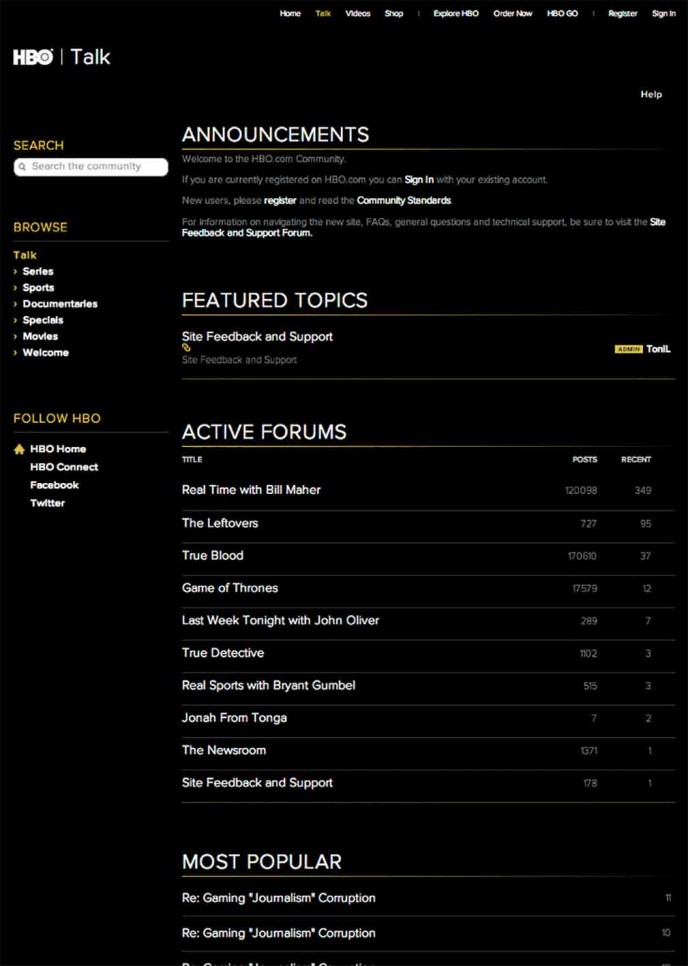 Home Talk Videos Shop | Explore HBO Order Now HBO GO | Register Sign In
HBO | Talk
Help
SEARCH
Search the community
BROWSE
Talk
› Series
› Sports
› Documentaries
› Specials
› Movies
› Welcome
FOLLOW HBO
HBO Home
HBO Connect
Facebook
Twitter
ANNOUNCEMENTS
Welcome to the HBO.com Community.
If you are currently registered on HBO.com you can Sign In with your existing account.
New users, please register and read the Community Standards.
For information on navigating the new site, FAQs, general questions and technical support, be sure to visit the Site
Feedback and Support Forum.
FEATURED TOPICS
Site Feedback and Support
ADMIN ToniL
Site Feedback and Support
ACTIVE FORUMS
TITLE POSTS RECENT
Real Time with Bill Maher 120098 349
The Leftovers 727 95
True Blood 170610 37
Game of Thrones 17579 12
Last Week Tonight with John Oliver 289 7
True Detective 1102 3
Real Sports with Bryant Gumbel 515 3
Jonah From Tonga 7 2
The Newsroom 1371 1
Site Feedback and Support 178 1
MOST POPULAR
Re: Gaming "Journalism" Corruption 11
Re: Gaming "Journalism" Corruption 10